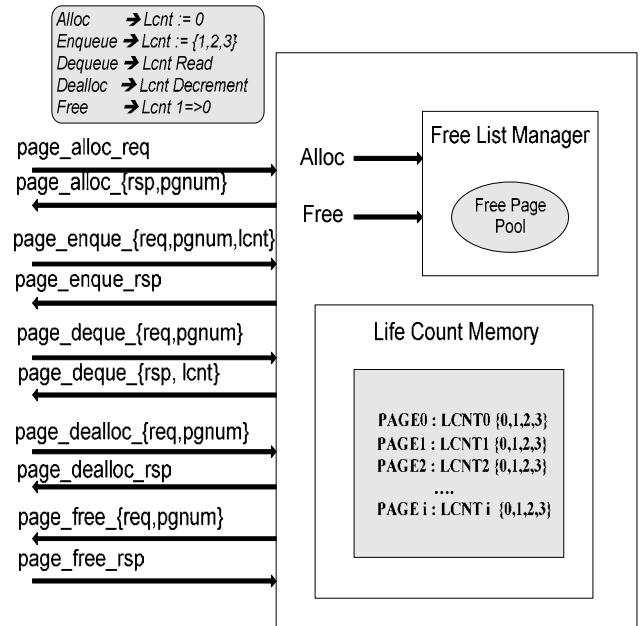 Alloc ➔ Lcnt := 0
Enqueue ➔ Lcnt := {1,2,3}
Dequeue ➔ Lcnt Read
Dealloc ➔ Lcnt Decrement
Free ➔ Lcnt 1=>0
page_alloc_req
page_alloc_{rsp,pgnum}
page_enque_{req,pgnum,lcnt}
page_enque_rsp
page_deque_{req,pgnum}
page_deque_{rsp, lcnt}
page_dealloc_{req,pgnum}
page_dealloc_rsp
page_free_{req,pgnum}
page_free_rsp
Alloc
Free
Free List Manager
Free Page
Pool
Life Count Memory
PAGE0 : LCNT0 {0,1,2,3}
PAGE1 : LCNT1 {0,1,2,3}
PAGE2 : LCNT2 {0,1,2,3}
....
PAGE i : LCNT i {0,1,2,3}